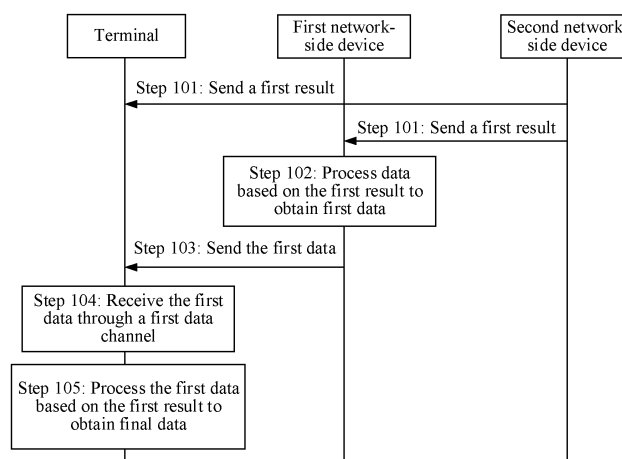 Terminal
First network-
side device
Second network
side device
Step 101: Send a first result
Step 101: Send a first result
Step 102: Process data
based on the first result to
obtain first data
Step 103: Send the first data
Step 104: Receive the first
data through a first data
channel
Step 105: Process the first data
based on the first result to
obtain final data